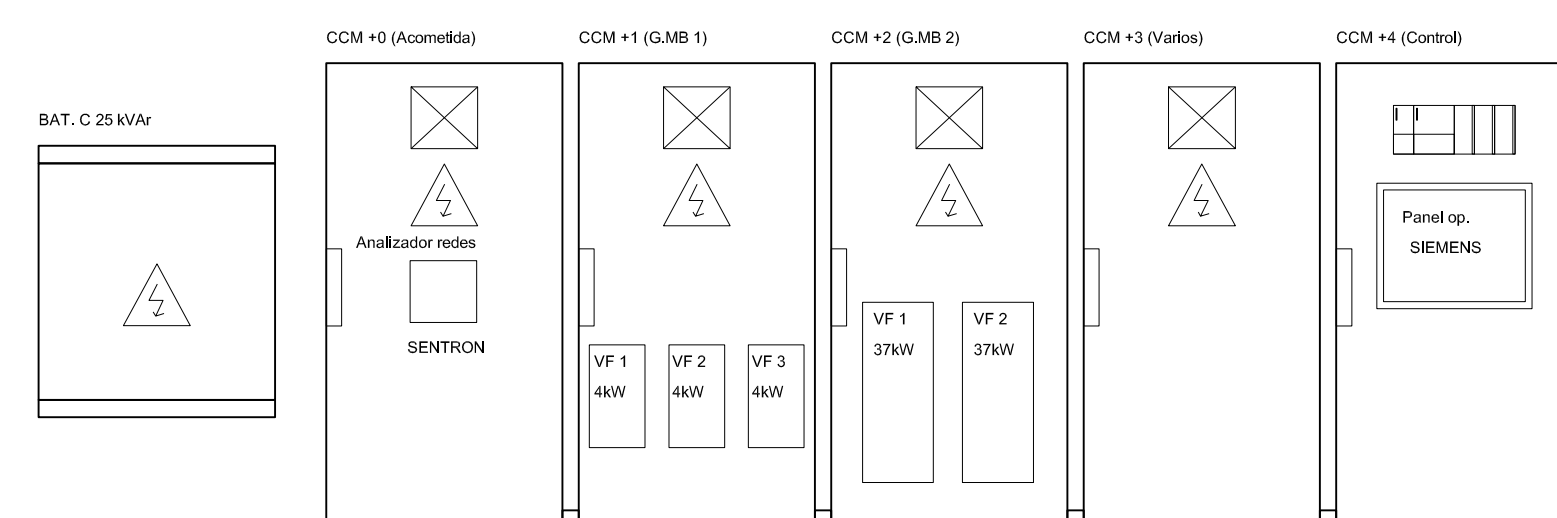 CCM +0 (Acometida)
CCM +1 (G.MB 1)
CCM +2 (G.MB 2)
CCM +3 (Varios)
CCM +4 (Control)
BAT. C 25 kVAr
Analizador redes
SENTRON
VF 1
4kW
VF 2
4kW
VF 3
4kW
VF 1
37kW
VF 2
37kW
Panel op.
SIEMENS